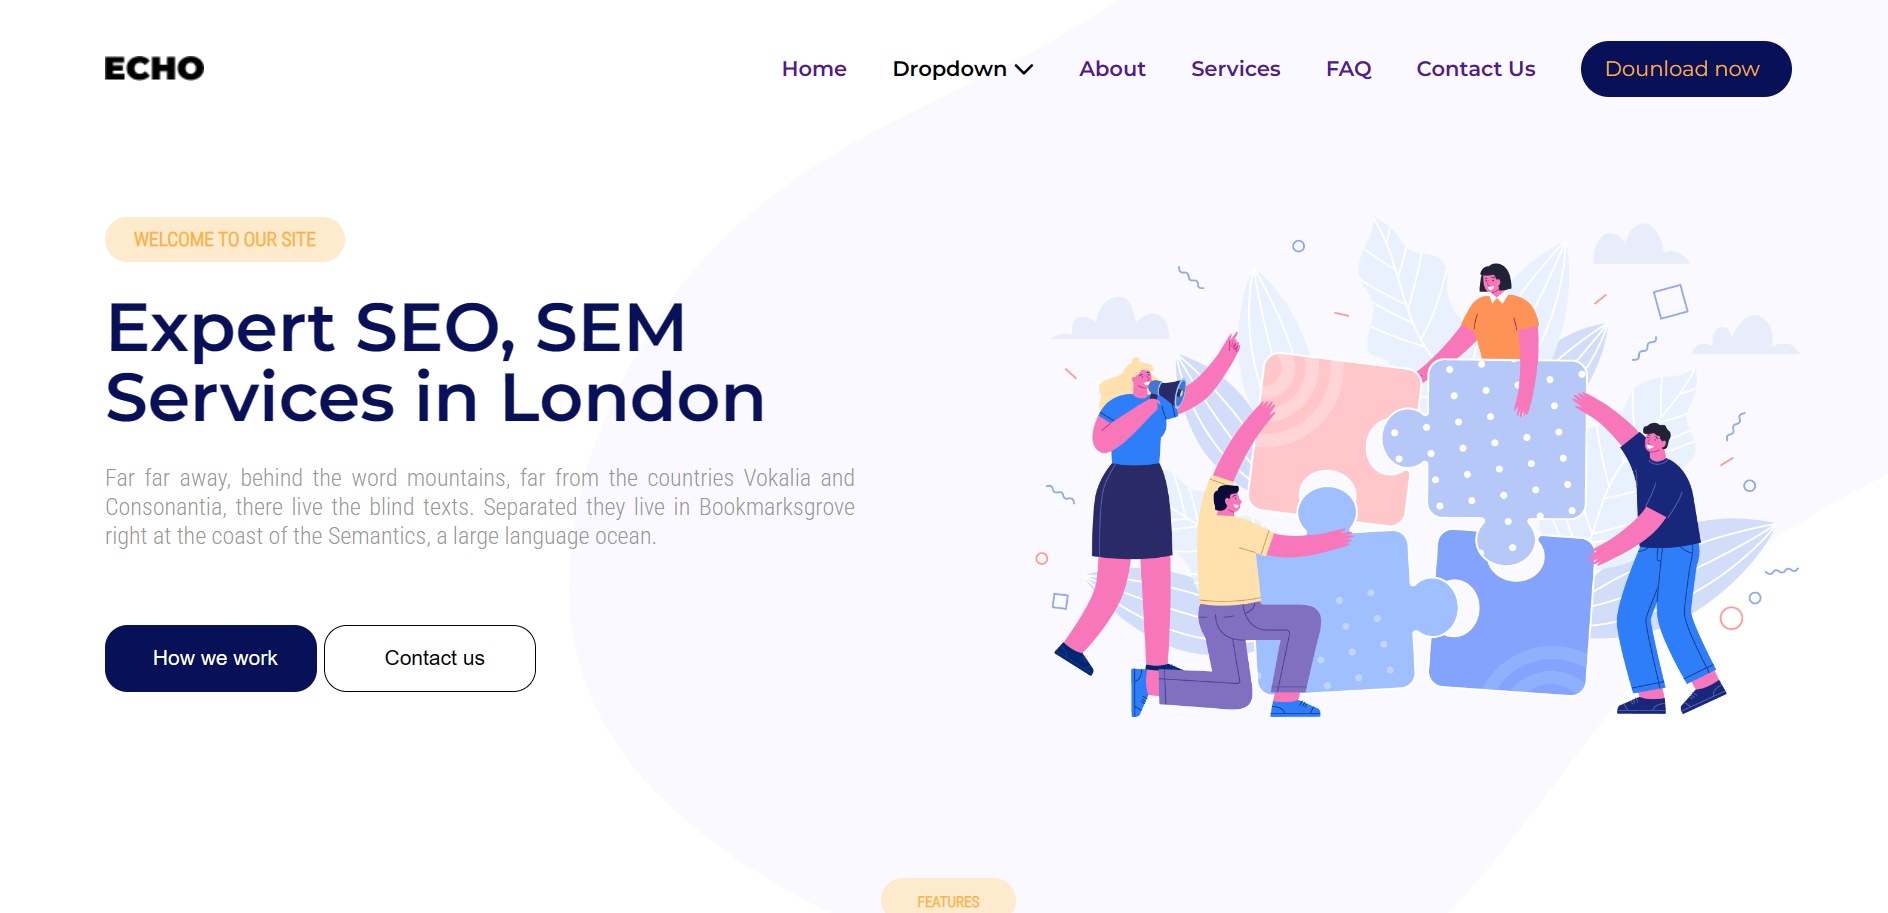 ECHO
Home Dropdown About Services FAQ Contact Us Dounload now
WELCOME TO OUR SITE
Expert SEO, SEM
Services in London
Far far away, behind the word mountains, far from the countries Vokalia and
Consonantia, there live the blind texts. Separated they live in Bookmarksgrove
right at the coast of the Semantics, a large language ocean.
How we work Contact us
FEATURES